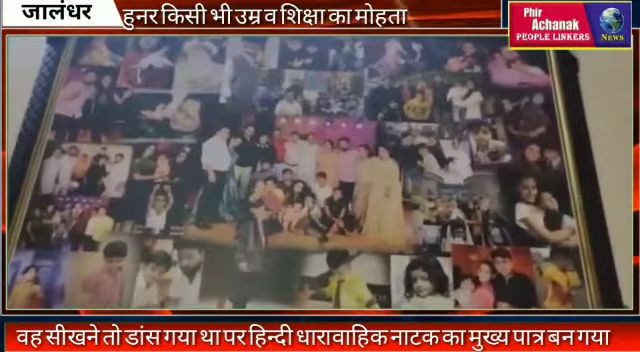 जालंधर
हुनर किसी भी उम्र व शिक्षा का मोहता
Phir
Achanak
PEOPLE LINKERS
NEWS
वह सीखने तो डांस गया था पर हिन्दी धारावाहिक नाटक का मुख्य पात्र बन गया